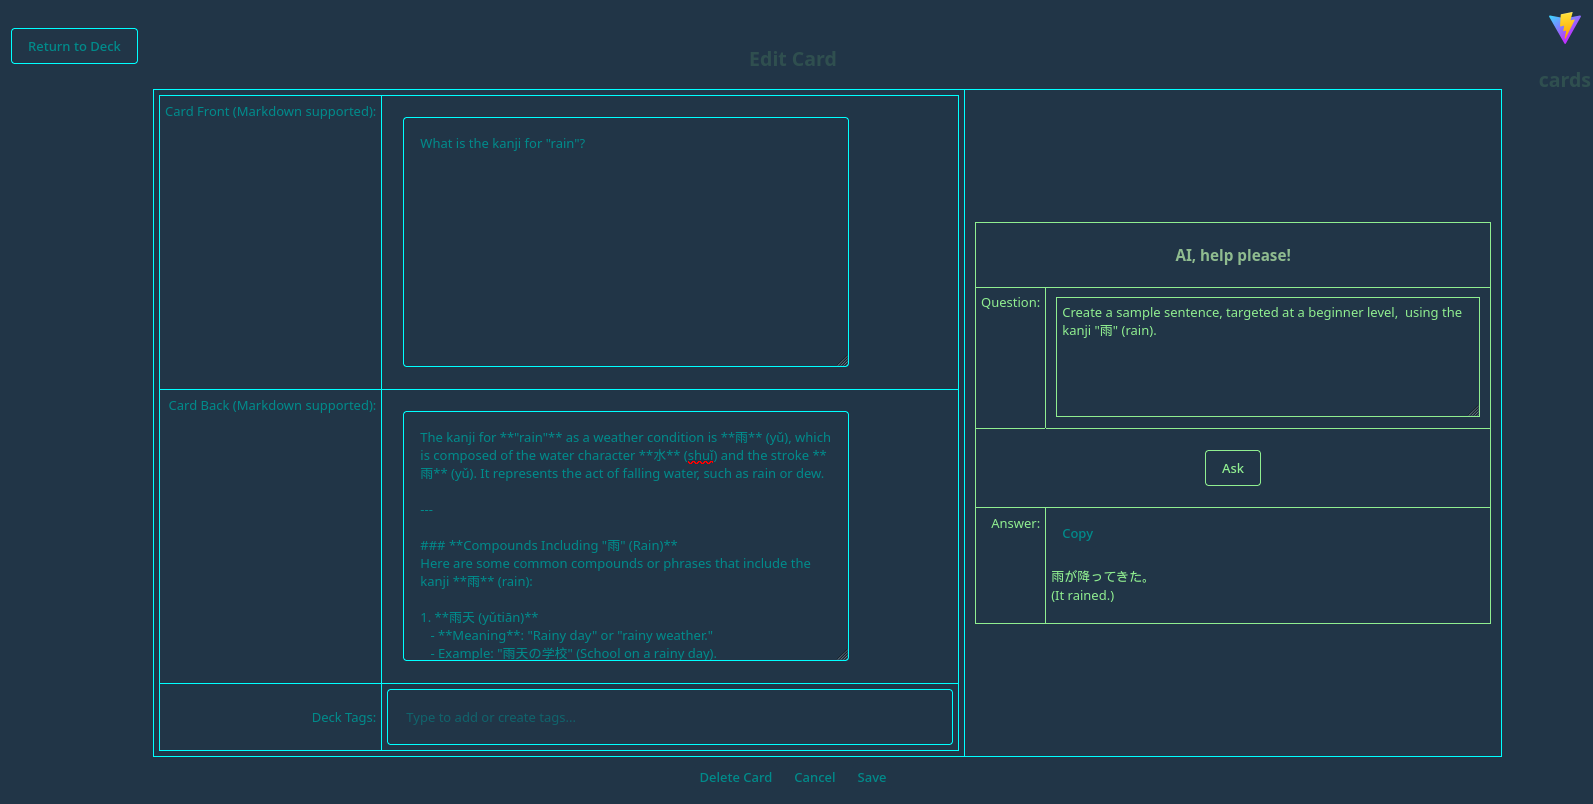 Return to Deck
Edit Card
cards
Card Front (Markdown supported):
What is the kanji for "rain"?
Card Back (Markdown supported):
The kanji for **"rain"** as a weather condition is **雨** (yǔ), which
is composed of the water character **水** (shuǐ) and the stroke **
雨** (yǔ). It represents the act of falling water, such as rain or dew.
---
### **Compounds Including "雨" (Rain)**
Here are some common compounds or phrases that include the
kanji **雨** (rain):
1. **雨天 (yǔtiān)**
- **Meaning**: "Rainy day" or "rainy weather."
- Example: "雨天の学校" (School on a rainy day).
Deck Tags:
Type to add or create tags...
AI, help please!
Question:
Create a sample sentence, targeted at a beginner level,  using the
kanji "雨" (rain).
Ask
Answer:
Copy
雨が降ってきた。
(It rained.)
Delete Card
Cancel
Save